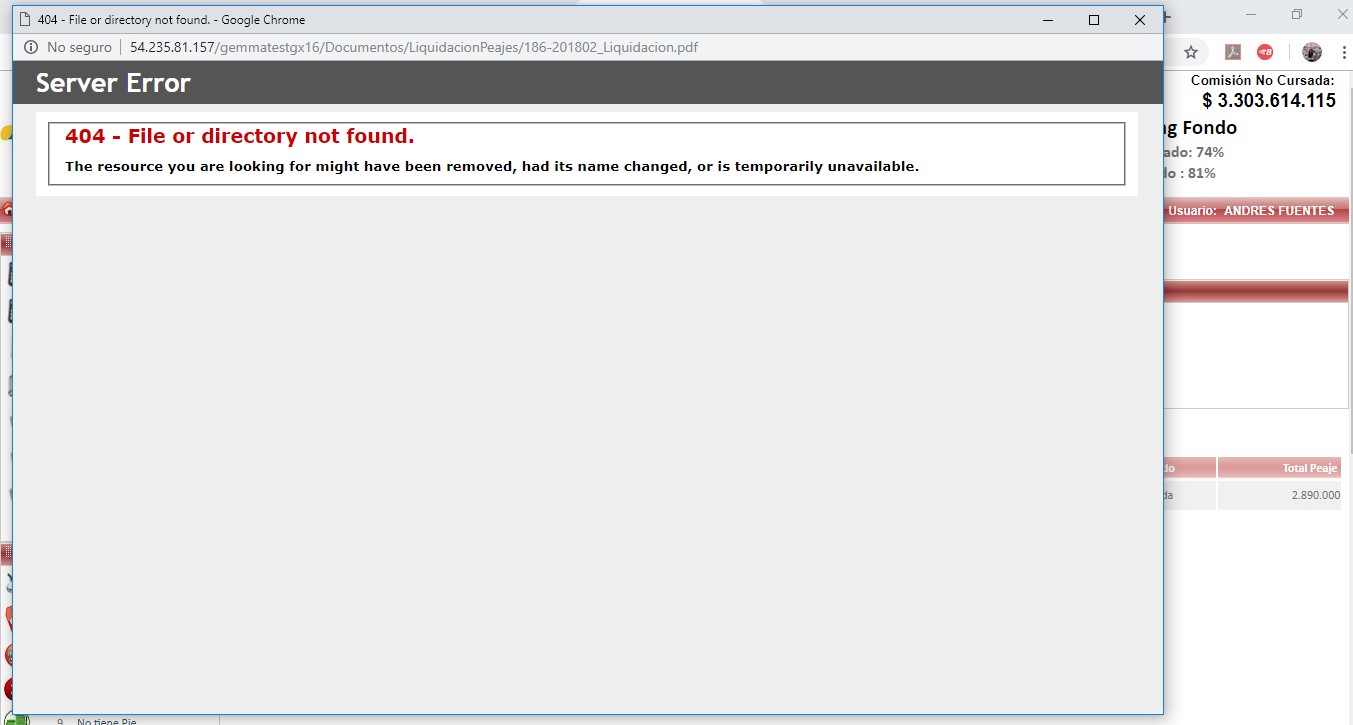 404 - File or directory not found. - Google Chrome
No seguro
54.235.81.157/gemmatestgx16/Documentos/LiquidacionPeajes/186-201802_Liquidacion.pdf
Server Error
404 - File or directory not found.
The resource you are looking for might have been removed, had its name changed, or is temporarily unavailable.
Comisión No Cursada:
$ 3.303.614.115
ng Fondo
ado: 74%
do : 81%
Usuario: ANDRES FUENTES
do
Total Peaje
da
2.890.000
9 No tiene Pie